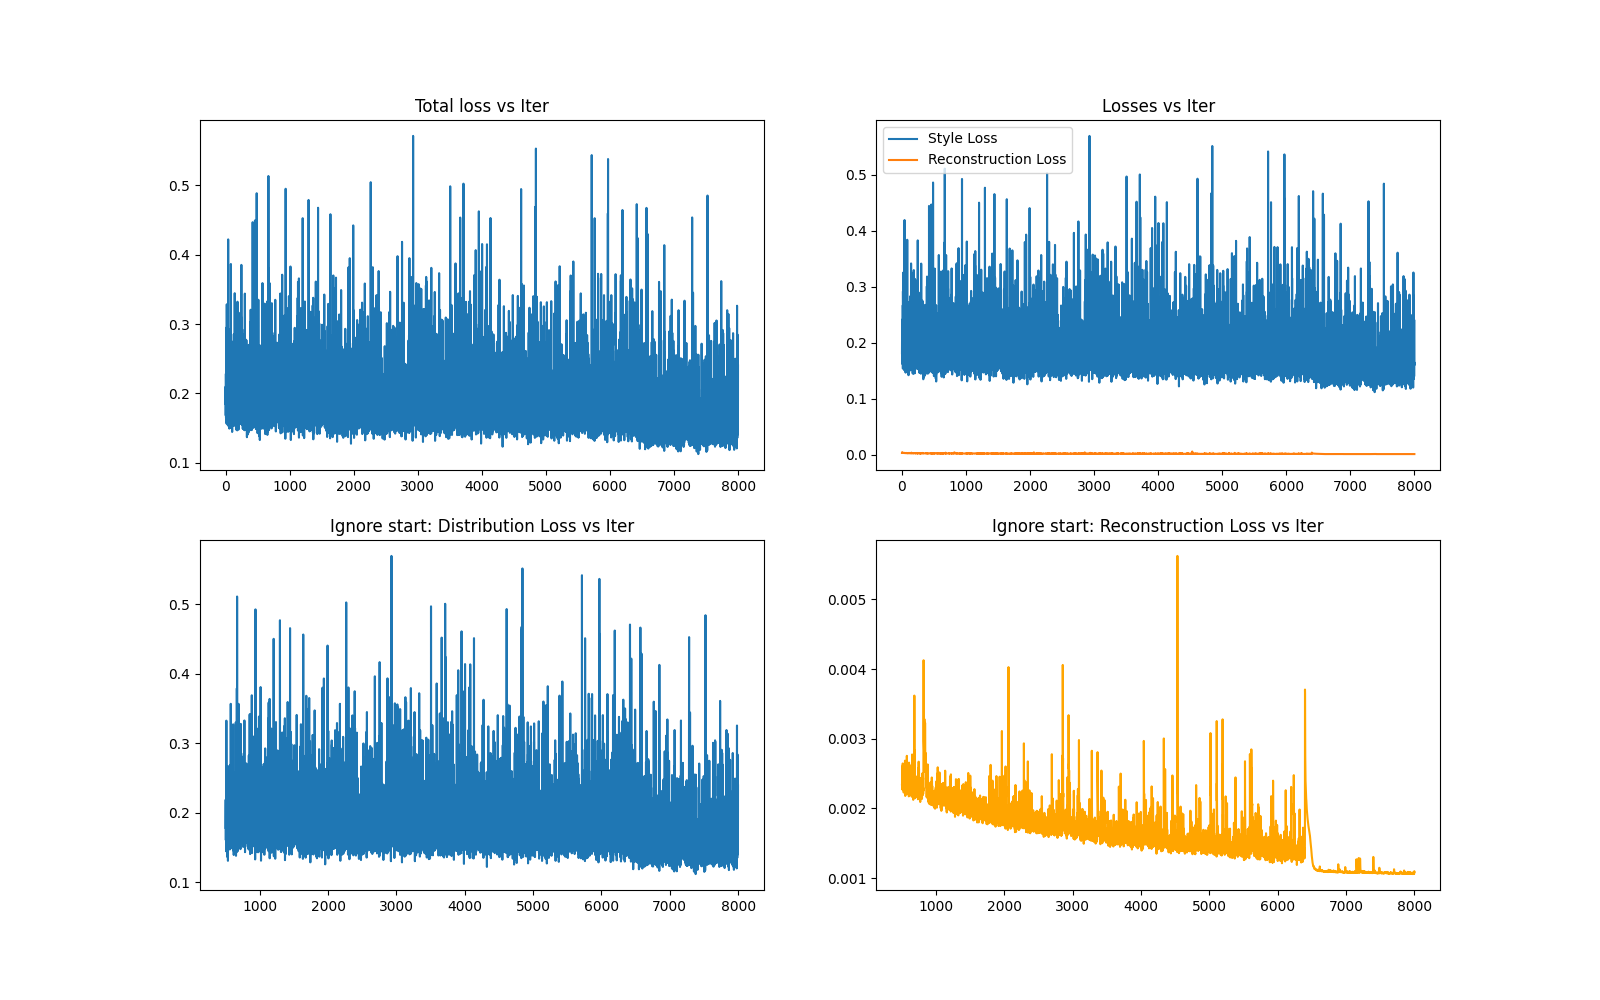 Total loss vs Iter
0.5
0.4
0.3
0.2
0.1
0 1000 2000 3000 4000 5000 6000 7000 8000
Losses vs Iter
Style Loss
Reconstruction Loss
0.5
0.4
0.3
0.2
0.1
0.0
0 1000 2000 3000 4000 5000 6000 7000 8000
Ignore start: Distribution Loss vs Iter
0.5
0.4
0.3
0.2
0.1
1000 2000 3000 4000 5000 6000 7000 8000
Ignore start: Reconstruction Loss vs Iter
0.005
0.004
0.003
0.002
0.001
1000 2000 3000 4000 5000 6000 7000 8000